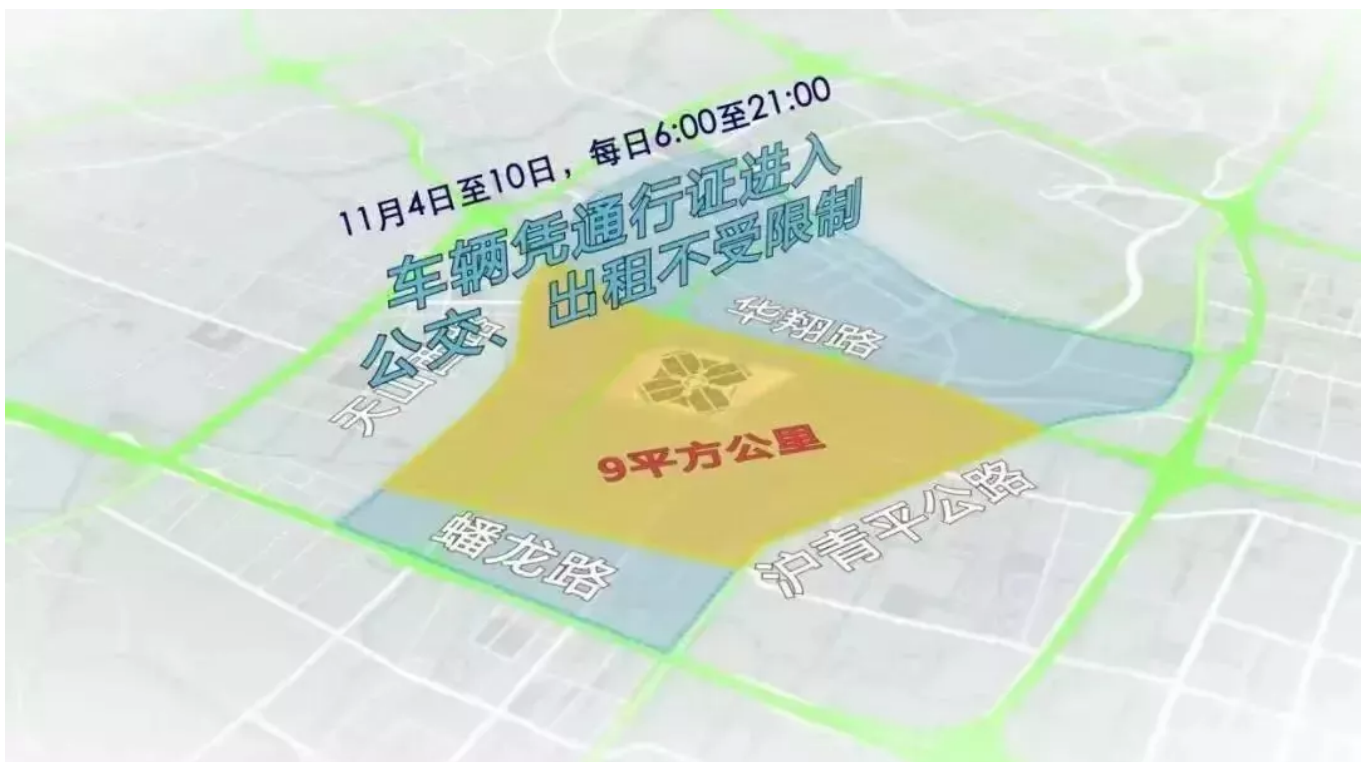 11月4日至10日，每日6:00至21:00
车辆凭通行证进入
公交、出租不受限制
华翔路
天山西路
9平方公里
沪青平公路
蟠龙路